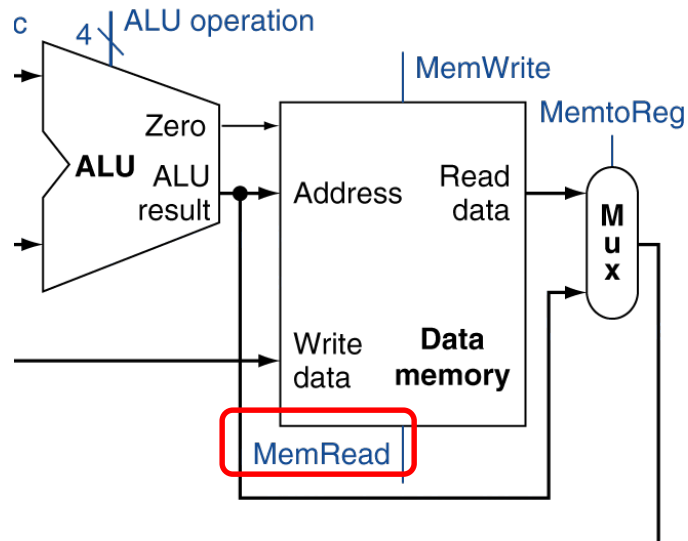 c
4
ALU operation
MemWrite
MemtoReg
Zero
ALU
ALU
result
Address
Read
data
M
u
x
Write
data
Data
memory
MemRead